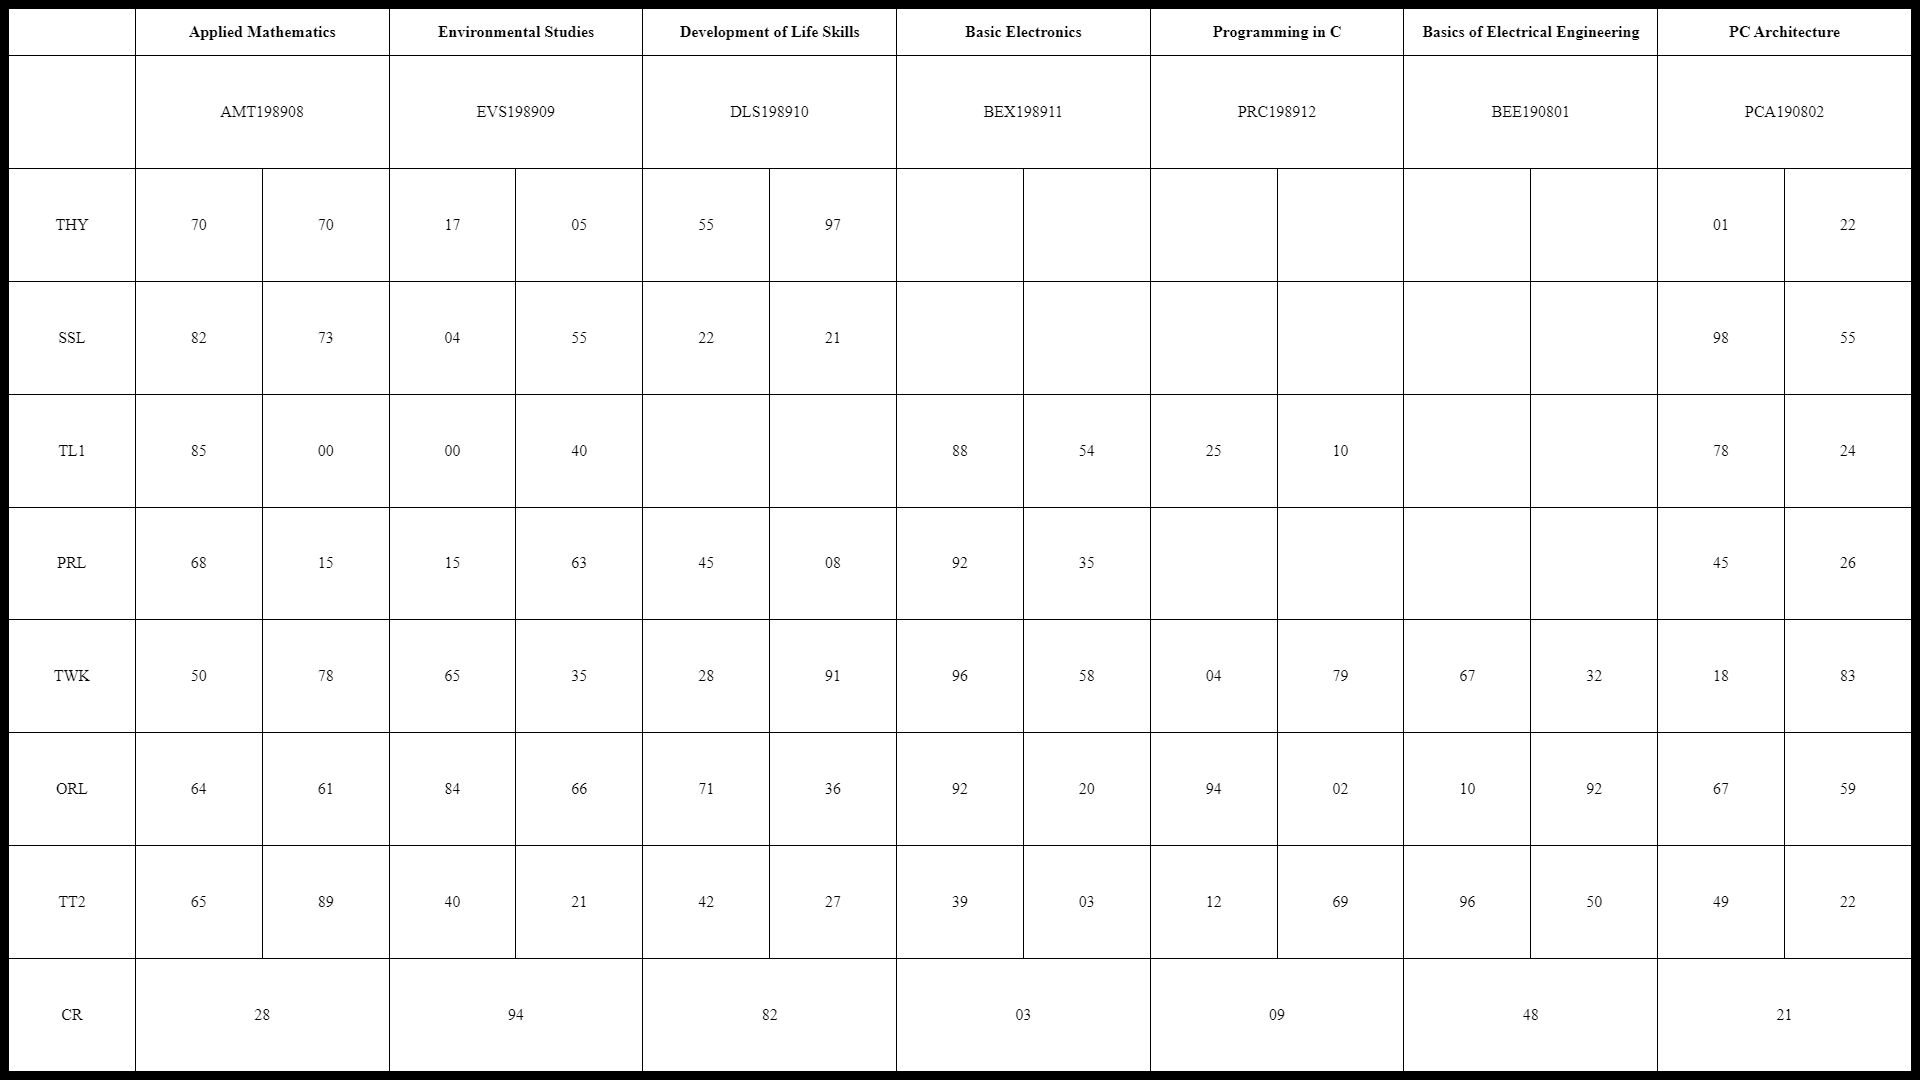 Applied Mathematics Environmental Studies Development of Life Skills Basic Electronics Programming in C Basics of Electrical Engineering PC Architecture
AMT198908 EVS198909 DLS198910 BEX198911 PRC198912 BEE190801 PCA190802
THY 70 70 17 05 55 97 01 22
SSL 82 73 04 55 22 21 98 55
TL1 85 00 00 40 88 54 25 10 78 24
PRL 68 15 15 63 45 08 92 35 45 26
TWK 50 78 65 35 28 91 96 58 04 79 67 32 18 83
ORL 64 61 84 66 71 36 92 20 94 02 10 92 67 59
TT2 65 89 40 21 42 27 39 03 12 69 96 50 49 22
CR 28 94 82 03 09 48 21